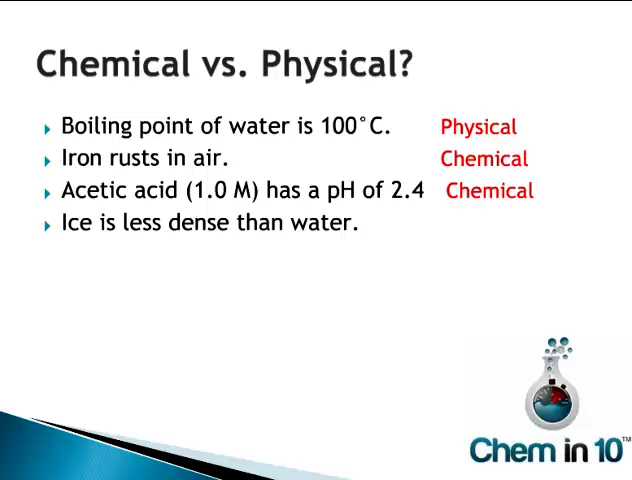 Chemical vs. Physical?
Boiling point of water is 100°C. Physical
Iron rusts in air. Chemical
Acetic acid (1.0 M) has a pH of 2.4 Chemical
Ice is less dense than water.
Chem in 10™